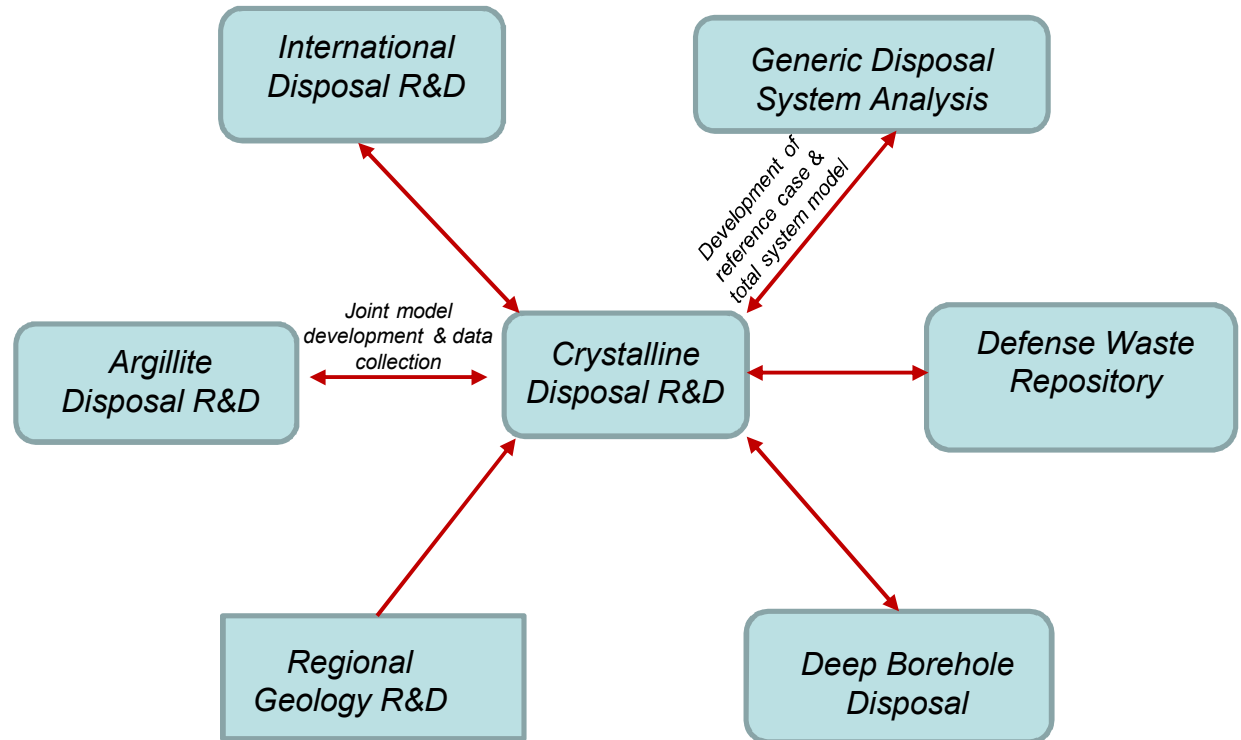 International
Disposal R&D
Generic Disposal
System Analysis
Development of
reference case &
total system model
Joint model
development & data
collection
Argillite
Disposal R&D
Crystalline
Disposal R&D
Defense Waste
Repository
Regional
Geology R&D
Deep Borehole
Disposal